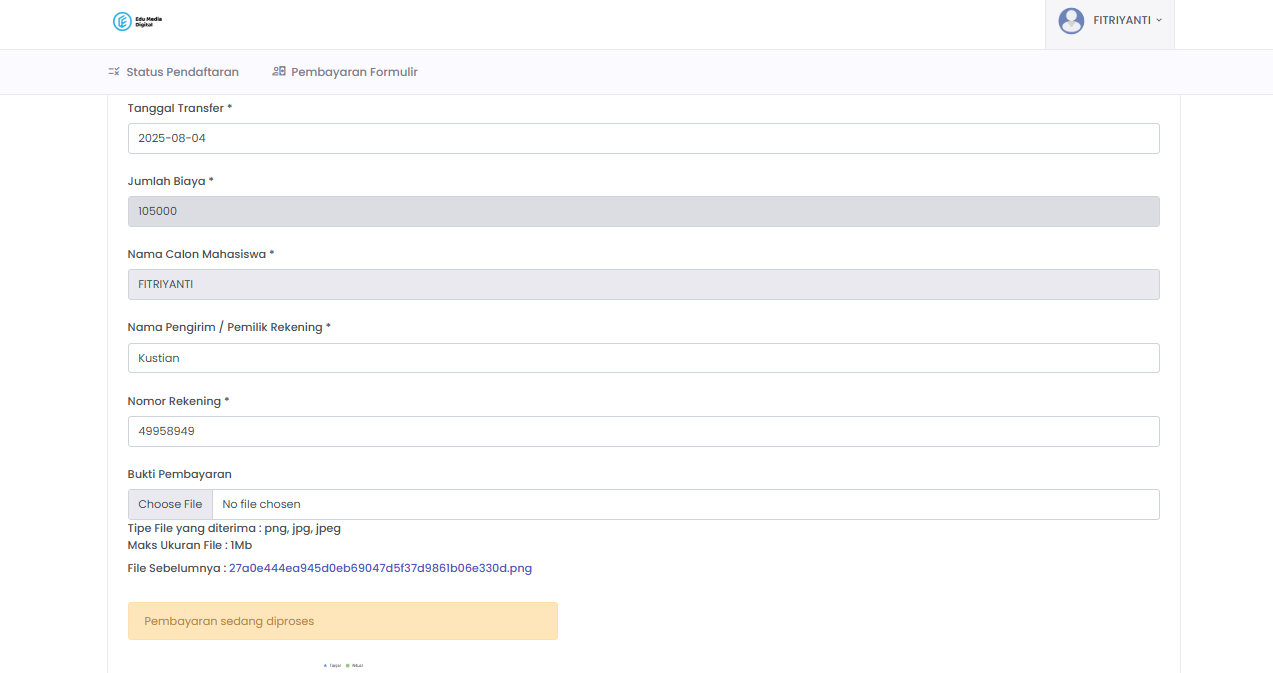 Edu Media
Digital
FITRIYANTI
Status Pendaftaran
Pembayaran Formulir
Tanggal Transfer *
2025-08-04
Jumlah Biaya *
105000
Nama Calon Mahasiswa *
FITRIYANTI
Nama Pengirim / Pemilik Rekening *
Kustian
Nomor Rekening *
49958949
Bukti Pembayaran
Choose File No file chosen
Tipe File yang diterima : png, jpg, jpeg
Maks Ukuran File : 1Mb
File Sebelumnya : 27a0e444ea945d0eb69047d5f37d9861b06e330d.png
Pembayaran sedang diproses